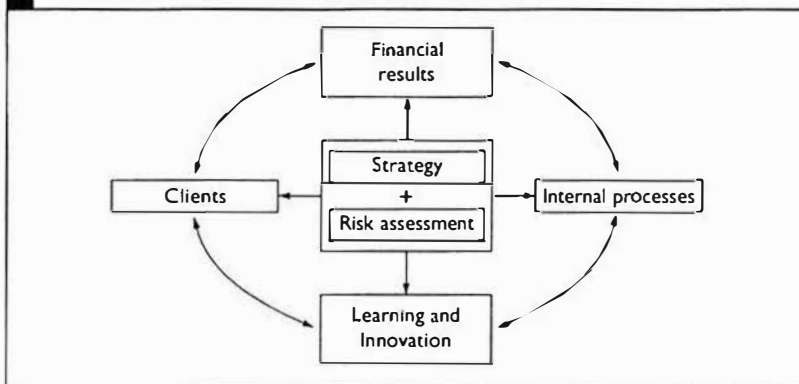 Financial
results
Strategy
Clients
+
Internal processes
Risk assessment
Learning and
Innovation